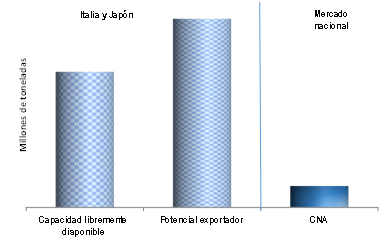 Italia y Japón
Mercado
nacional
Millones de toneladas
Capacidad libremente
disponible
Potencial exportador
CNA